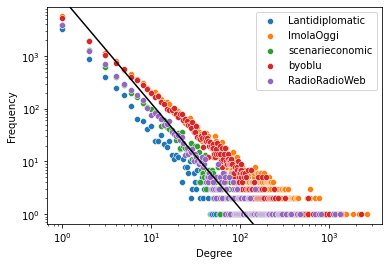 Lantidiplomatic
ImolaOggi
scenarieconomic
byoblu
RadioRadioWeb
Frequency
10³
10²
10¹
10⁰
10⁰ 10¹ 10² 10³
Degree